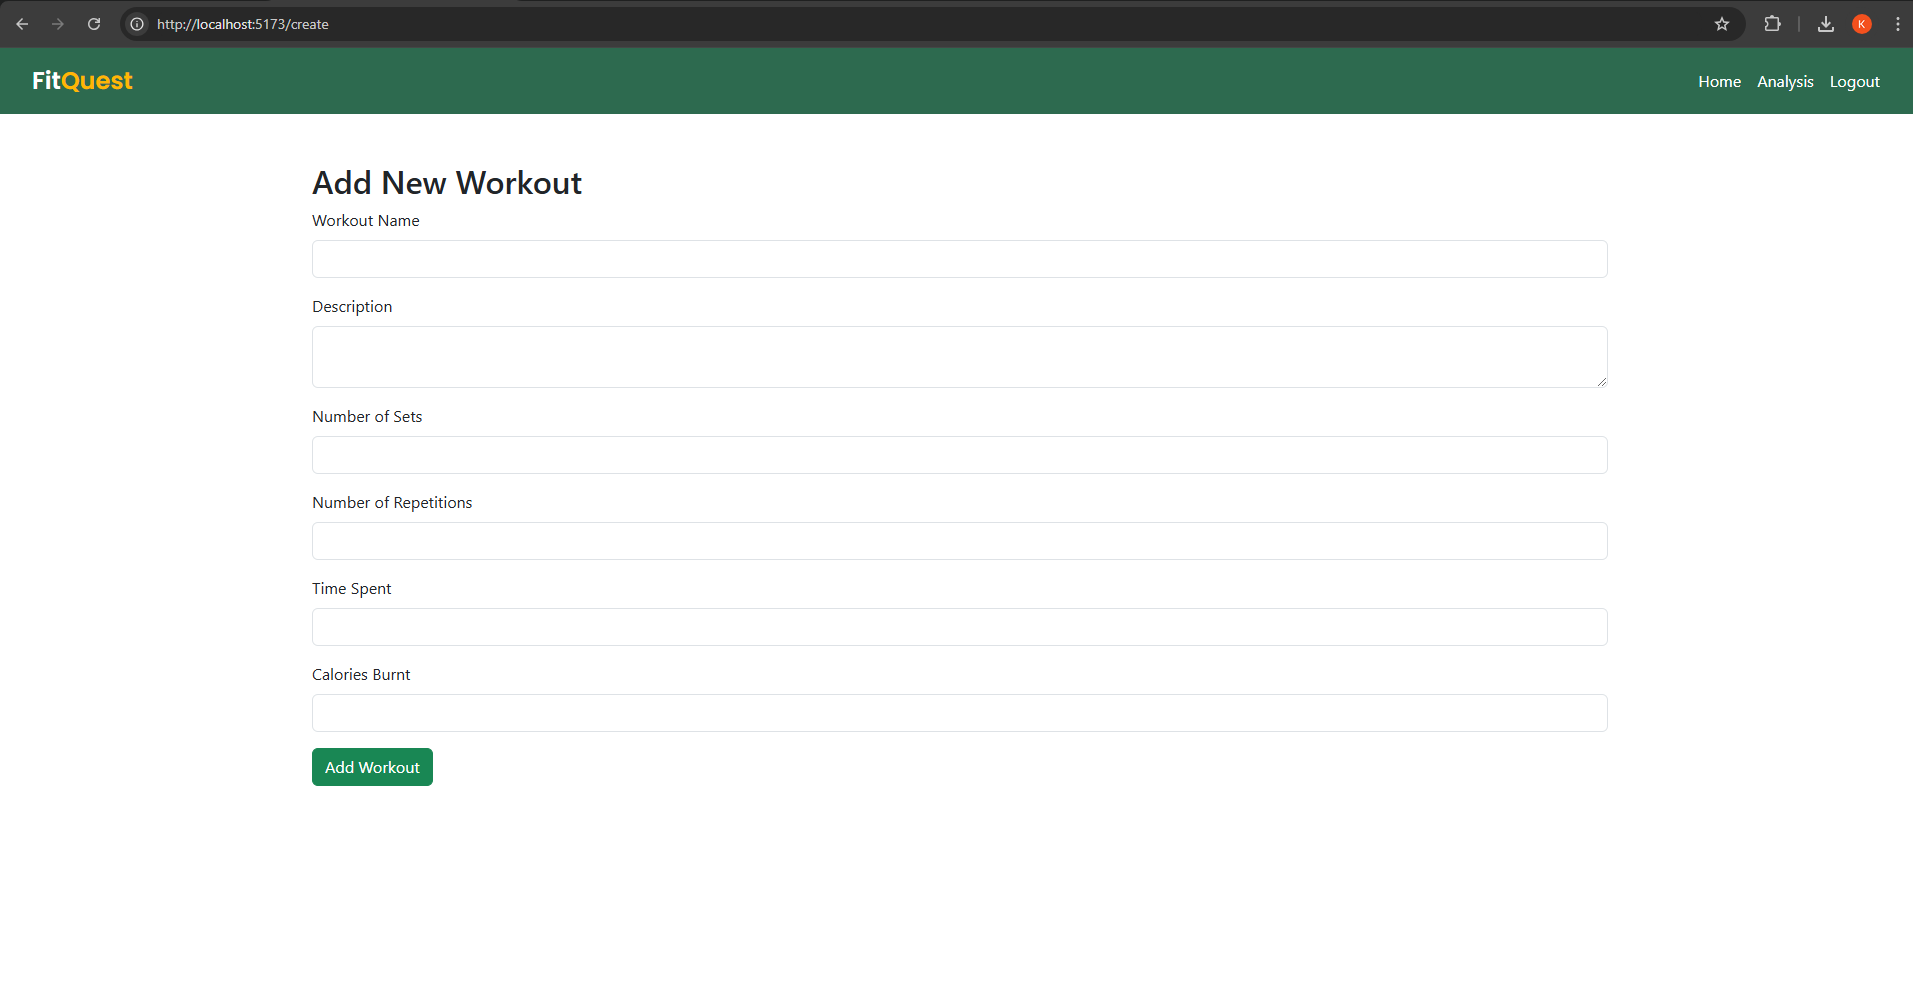 http://localhost:5173/create
K
FitQuest
Home Analysis Logout
Add New Workout
Workout Name
Description
Number of Sets
Number of Repetitions
Time Spent
Calories Burnt
Add Workout